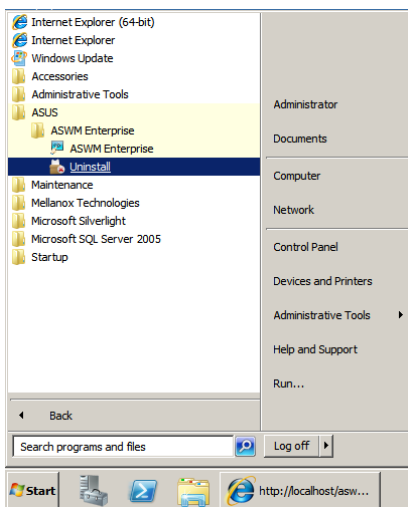 Internet Explorer (64-bit)
Internet Explorer
Windows Update
Accessories
Administrative Tools
ASUS
ASWM Enterprise
ASWM Enterprise
Uninstall
Maintenance
Mellanox Technologies
Microsoft Silverlight
Microsoft SQL Server 2005
Startup
Back
Search programs and files
Administrator
Documents
Computer
Network
Control Panel
Devices and Printers
Administrative Tools
Help and Support
Run...
Log off
Start
http://localhost/asw...